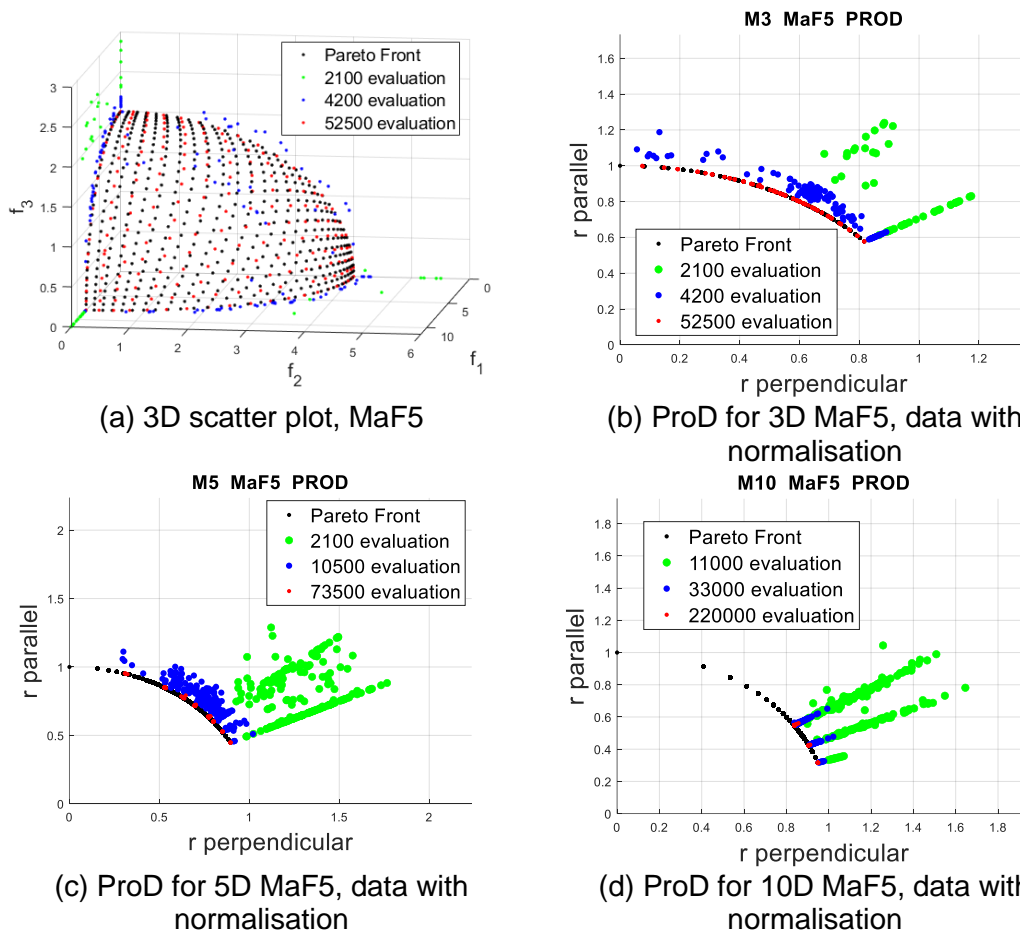 Pareto Front
2100 evaluation
4200 evaluation
52500 evaluation
3
2.5
2
1.5
1
0.5
0
f3
0
1
2
3
4
5
6
f2
0
5
10
f1
(a) 3D scatter plot, MaF5
M3 MaF5 PROD
1.6
1.4
1.2
1
0.8
0.6
0.4
0.2
0
r parallel
Pareto Front
2100 evaluation
4200 evaluation
52500 evaluation
0
0.2
0.4
0.6
0.8
1
1.2
r perpendicular
(b) ProD for 3D MaF5, data with
normalisation
M5 MaF5 PROD
Pareto Front
2100 evaluation
10500 evaluation
73500 evaluation
2
1.5
1
0.5
0
r parallel
0
0.5
1
1.5
2
r perpendicular
(c) ProD for 5D MaF5, data with
normalisation
M10 MaF5 PROD
Pareto Front
11000 evaluation
33000 evaluation
220000 evaluation
1.8
1.6
1.4
1.2
1
0.8
0.6
0.4
0.2
0
r parallel
0
0.2
0.4
0.6
0.8
1
1.2
1.4
1.6
1.8
r perpendicular
(d) ProD for 10D MaF5, data with
normalisation